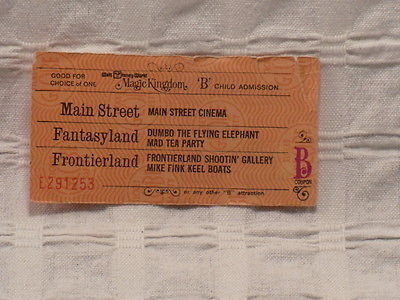 GOOD FOR CHOICE of ONE
Walt Disney World
Magic Kingdom 'B' CHILD ADMISSION
Main Street MAIN STREET CINEMA
Fantasyland DUMBO THE FLYING ELEPHANT
MAD TEA PARTY
Frontierland FRONTIERLAND SHOOTIN' GALLERY
MIKE FINK KEEL BOATS
B
COUPON
E291253
or any other "B" attraction